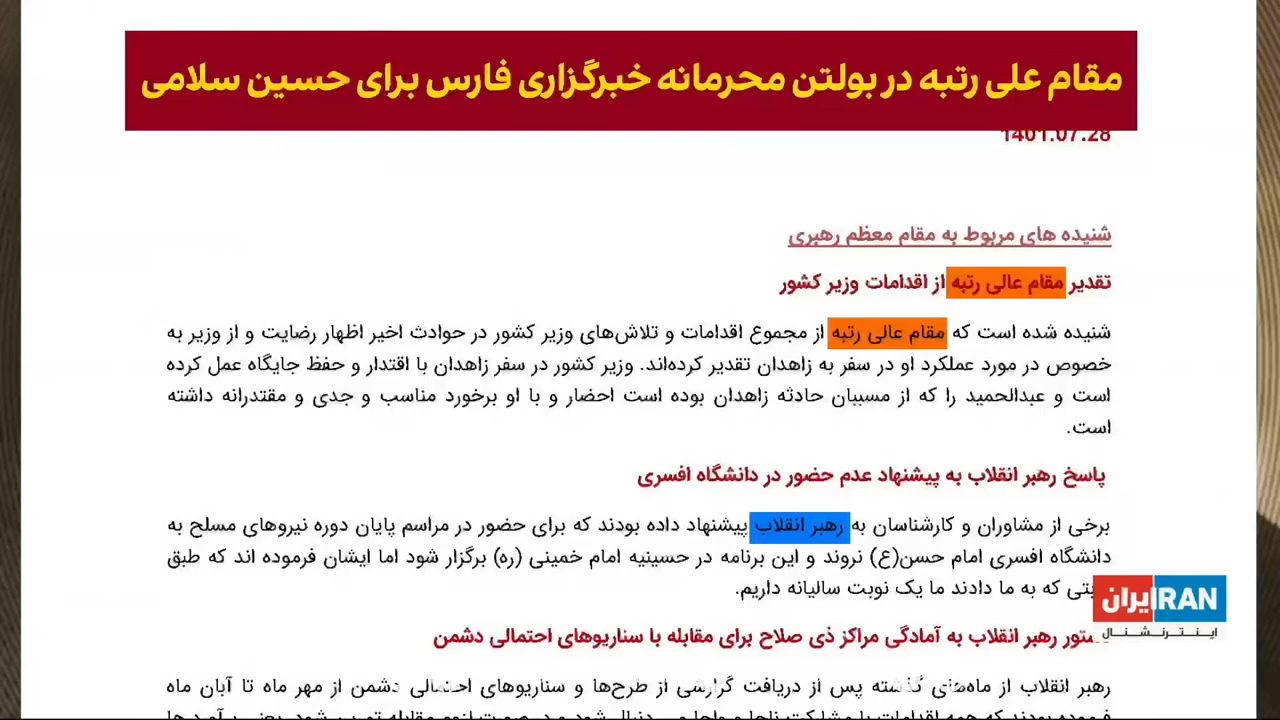 مقام علی رتبه در بولتن محرمانه خبرگزاری فارس برای حسین سلامی
1401.07.28
شنیده های مربوط به مقام معظم رهبری
تقدیر مقام عالی رتبه از اقدامات وزیر کشور
شنیده شده است که مقام عالی رتبه از مجموع اقدامات و تلاش‌های وزیر کشور در حوادث اخیر اظهار رضایت و از وزیر به
خصوص در مورد عملکرد او در سفر به زاهدان تقدیر کرده‌اند. وزیر کشور در سفر زاهدان با اقتدار و حفظ جایگاه عمل کرده
است و عبدالحمید را که از مسببان حادثه زاهدان بوده است احضار و با او برخورد مناسب و جدی و مقتدرانه داشته
است.
پاسخ رهبر انقلاب به پیشنهاد عدم حضور در دانشگاه افسری
برخی از مشاوران و کارشناسان به رهبر انقلاب پیشنهاد داده بودند که برای حضور در مراسم پایان دوره نیروهای مسلح به
دانشگاه افسری امام حسن(ع) نروند و این برنامه در حسینیه امام خمینی (ره) برگزار شود اما ایشان فرموده اند که طبق
که به ما دادند ما یک نوبت سالیانه داریم.
رهبر انقلاب به آمادگی مراکز ذی صلاح برای مقابله با سناریوهای احتمالی دشمن
رهبر انقلاب از ماه‌های گذشته پس از دریافت گزارشی از طرح‌ها و سناریوهای احتمالی دشمن از مهر ماه تا آبان ماه
ایران IRAN
اینترنشنال